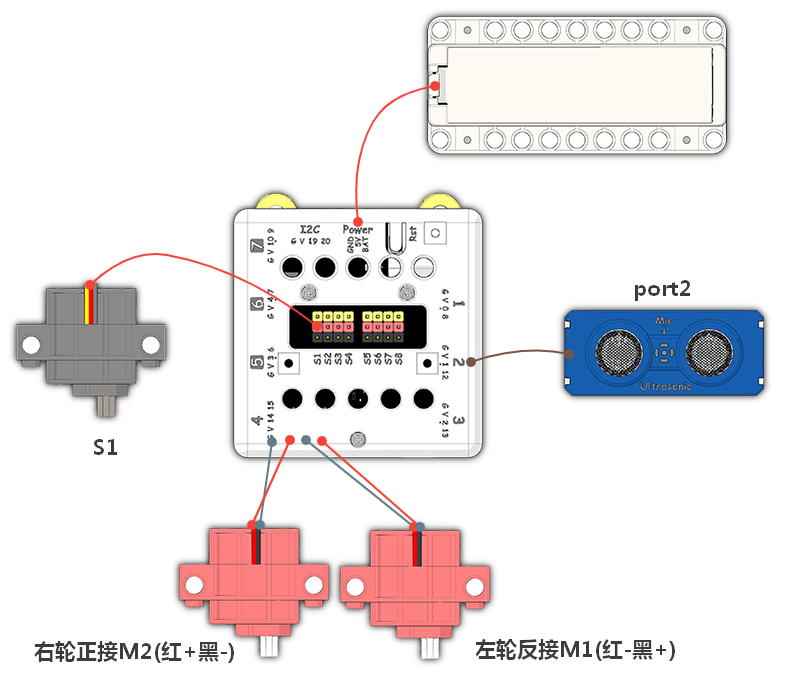 I2C
G V 19 20
Power
GND
5V
BAT
Rst
7
G V 10 9
6
G V 4 7
5
G V 3 6
4
V 14 15
1
G V 0 8
2
G V 1 12
3
G V 2 13
S1 S2 S3 S4 S5 S6 S7 S8
port2
Mic
Ultrasonic
S1
右轮正接M2(红+黑-)
左轮反接M1(红-黑+)